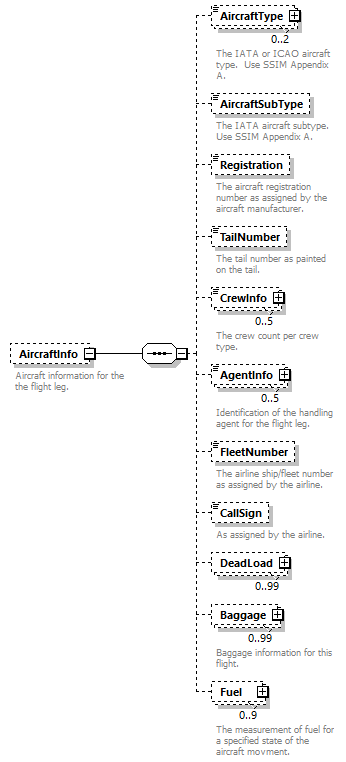 AircraftType
0..2
The IATA or ICAO aircraft
type. Use SSIM Appendix
A.
AircraftSubType
The IATA aircraft subtype.
Use SSIM Appendix A.
Registration
The aircraft registration
number as assigned by the
aircraft manufacturer.
TailNumber
The tail number as painted
on the tail.
CrewInfo
0..5
The crew count per crew
type.
AircraftInfo
Aircraft information for the
the flight leg.
AgentInfo
0..5
Identification of the handling
agent for the flight leg.
FleetNumber
The airline ship/fleet number
as assigned by the airline.
CallSign
As assigned by the airline.
DeadLoad
0..99
Baggage
0..99
Baggage information for this
flight.
Fuel
0..9
The measurement of fuel for
a specified state of the
aircraft movment.